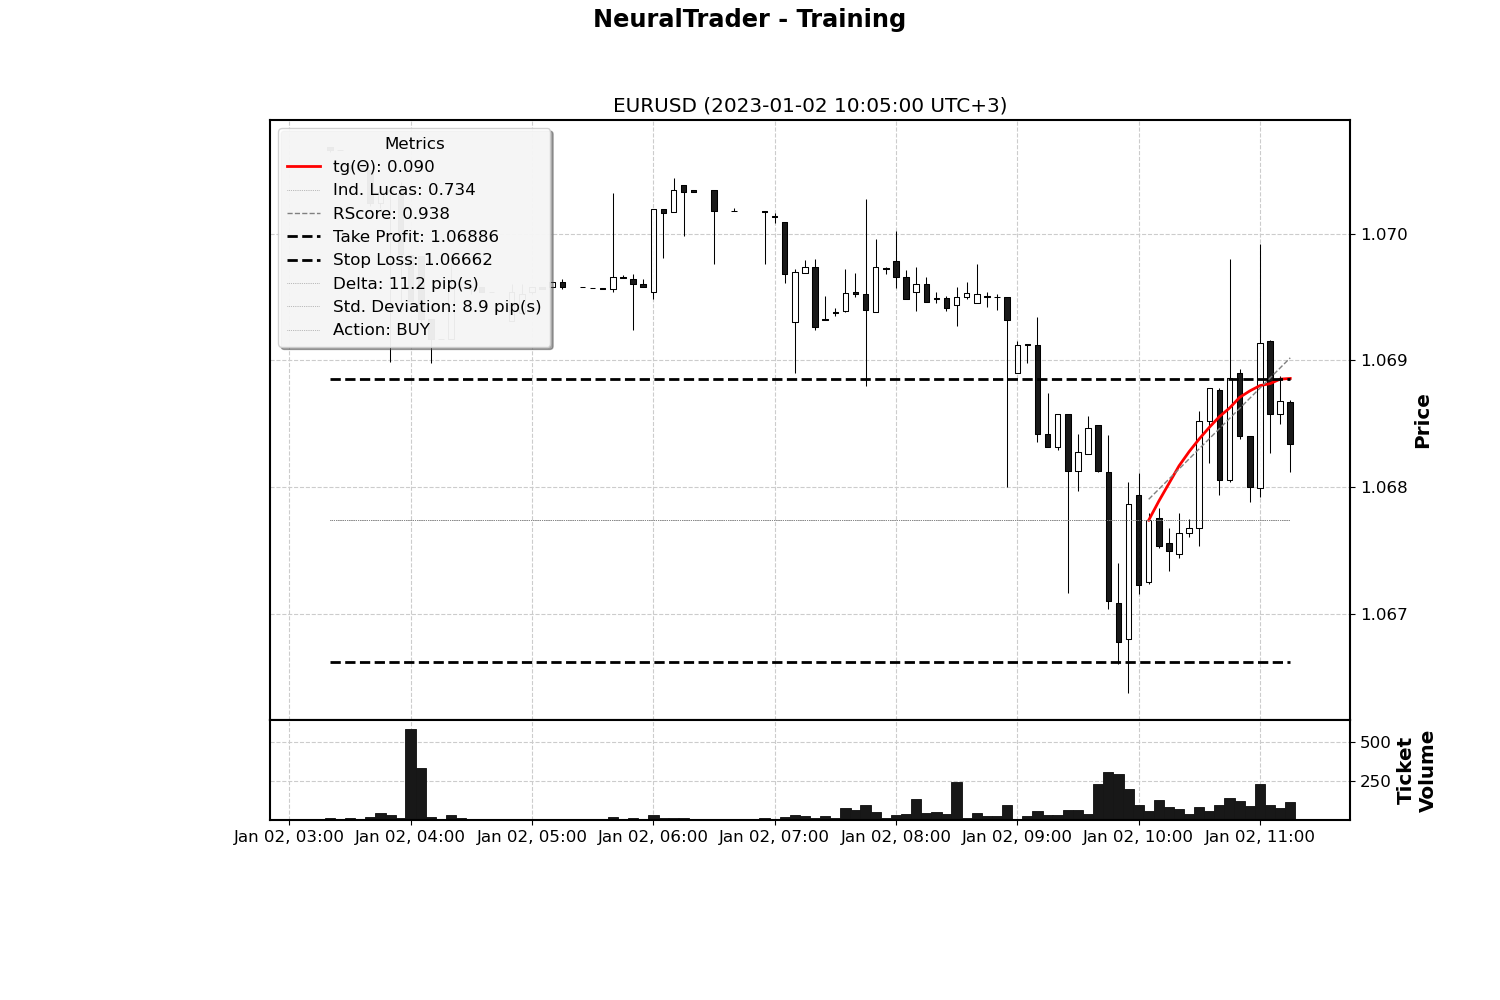 NeuralTrader - Training
EURUSD (2023-01-02 10:05:00 UTC+3)
Metrics
tg(Θ): 0.090
Ind. Lucas: 0.734
RScore: 0.938
Take Profit: 1.06886
Stop Loss: 1.06662
Delta: 11.2 pip(s)
Std. Deviation: 8.9 pip(s)
Action: BUY
1.070
1.069
1.068
1.067
Price
500
250
Ticket
Volume
Jan 02, 03:00
Jan 02, 04:00
Jan 02, 05:00
Jan 02, 06:00
Jan 02, 07:00
Jan 02, 08:00
Jan 02, 09:00
Jan 02, 10:00
Jan 02, 11:00